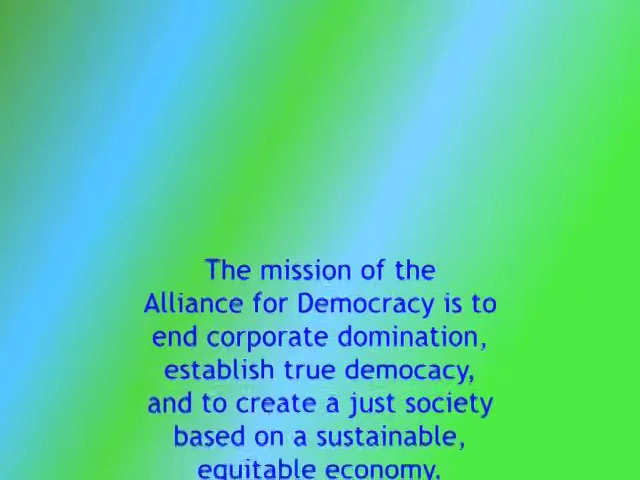 The mission of the
Alliance for Democracy is to
end corporate domination,
establish true democacy,
and to create a just society
based on a sustainable,
equitable economy.